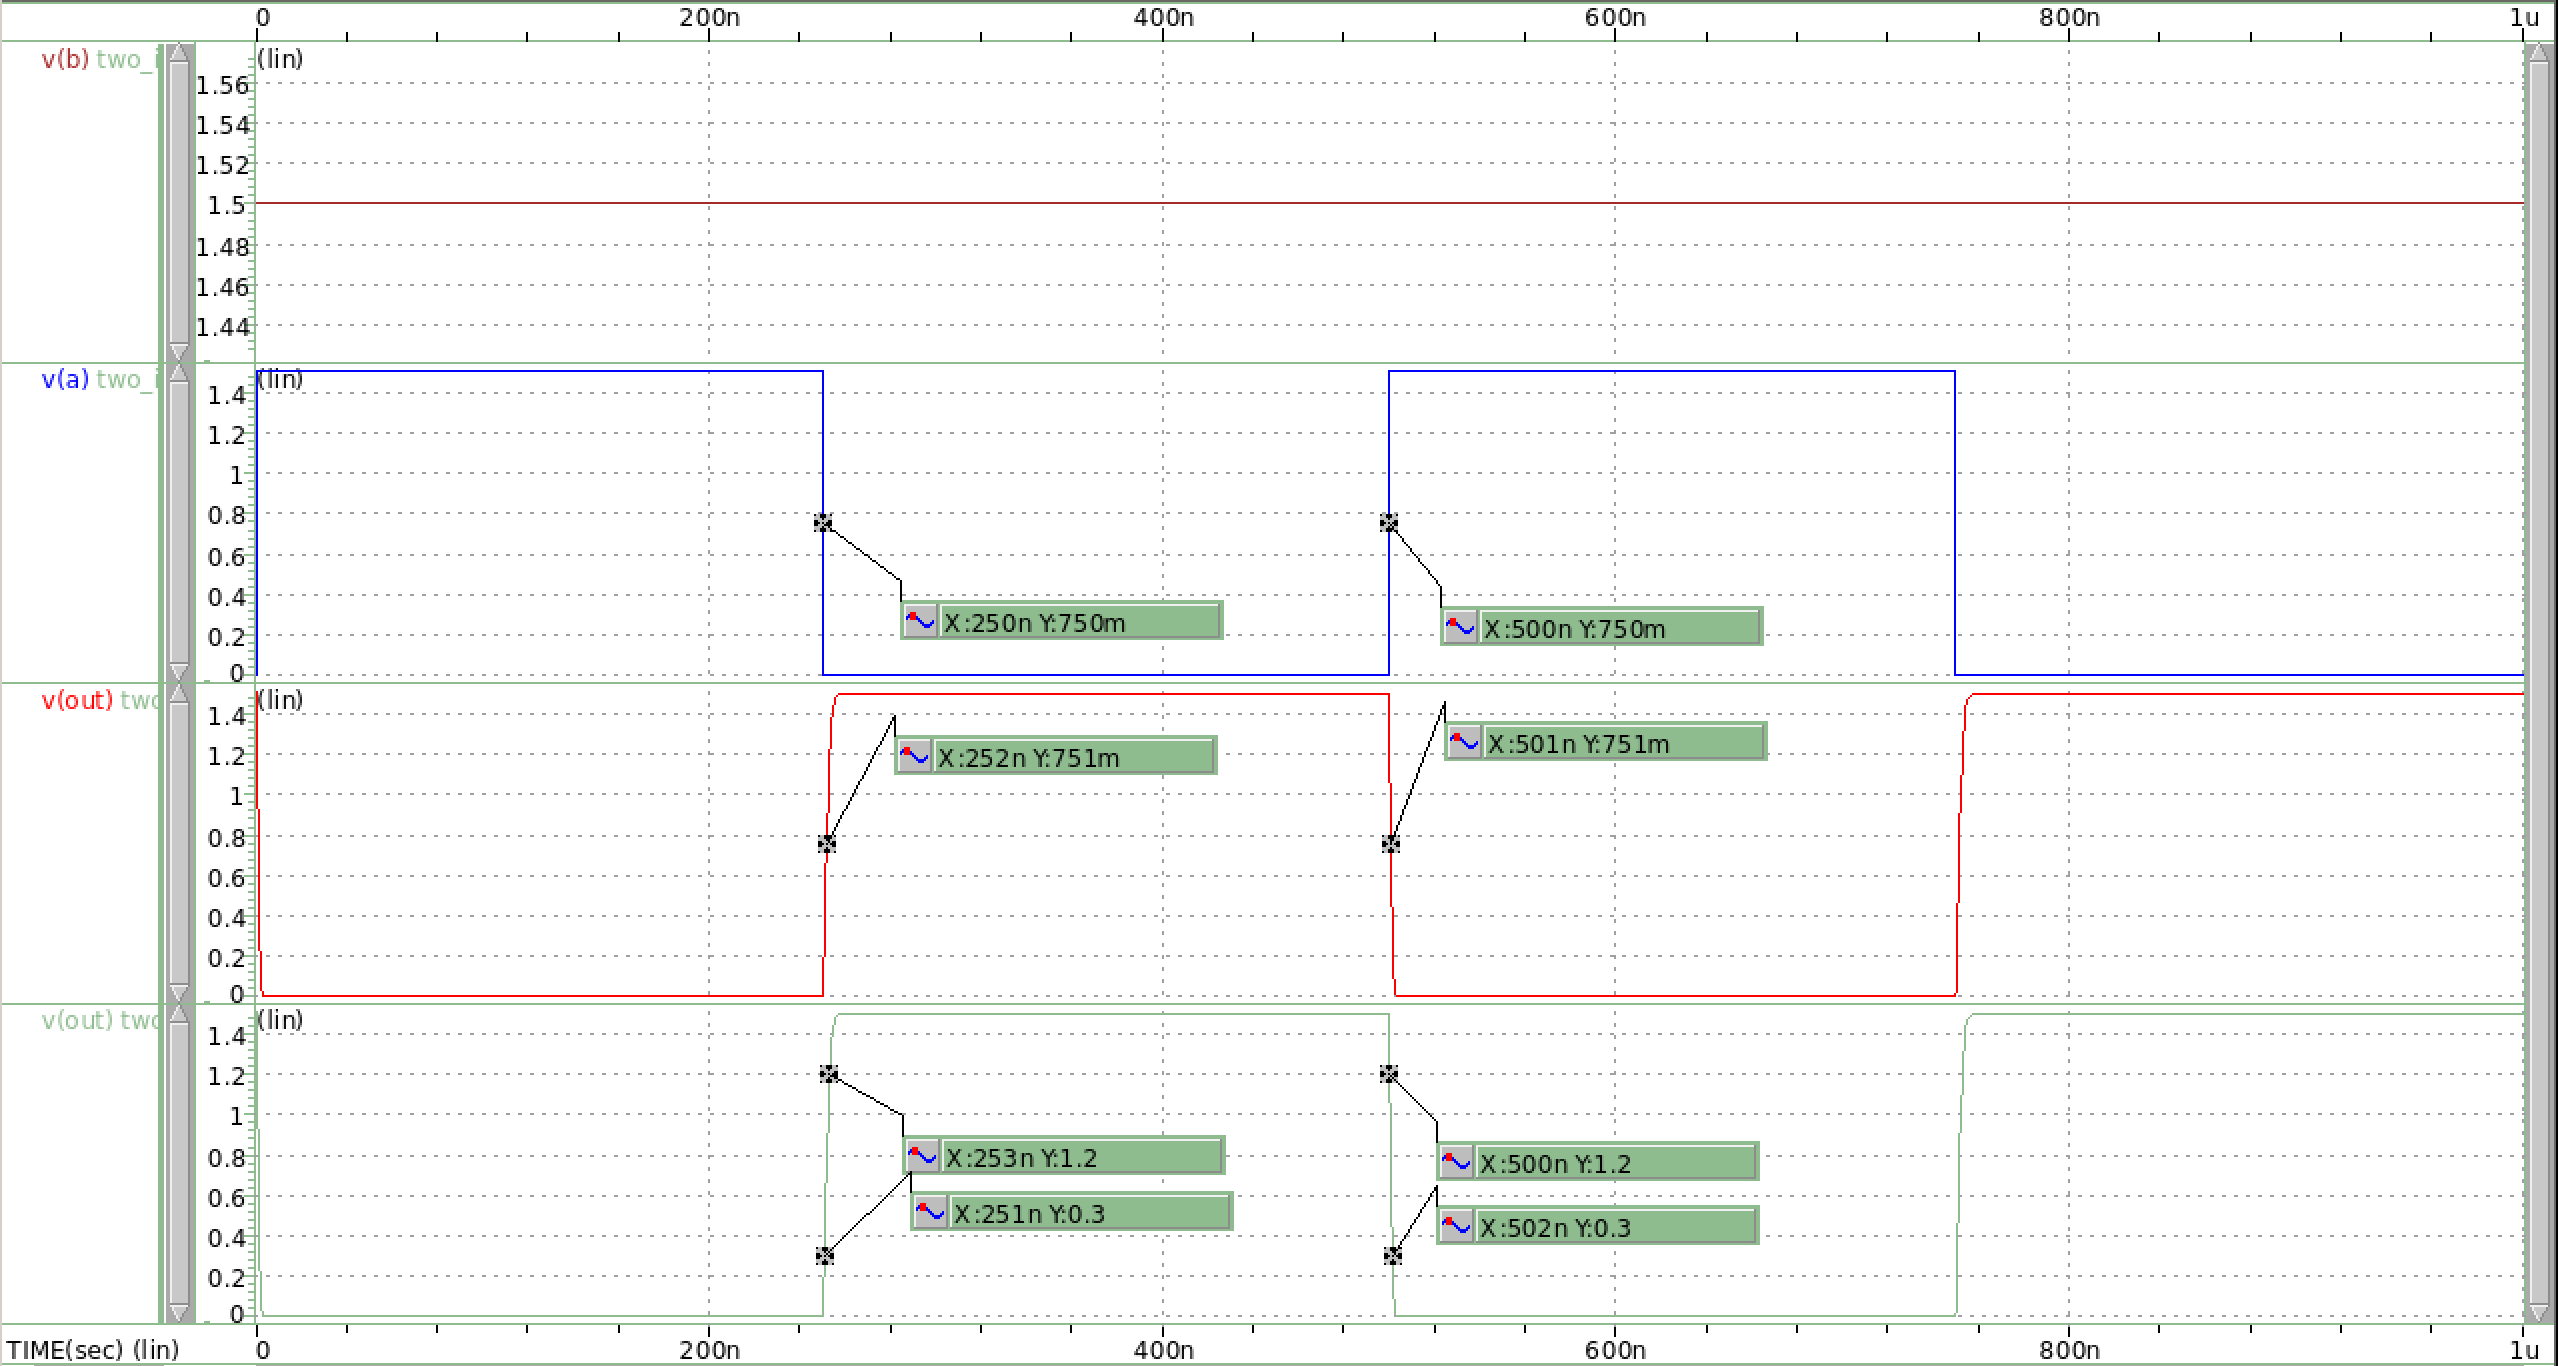 0 200n 400n 600n 800n 1u
v(b) two_i (lin)
1.56
1.54
1.52
1.5
1.48
1.46
1.44
v(a) two_i (lin)
1.4
1.2
1
0.8
0.6
0.4
0.2
0
X:250n Y:750m
X:500n Y:750m
v(out) two (lin)
1.4
1.2
1
0.8
0.6
0.4
0.2
0
X:252n Y:751m
X:501n Y:751m
v(out) two (lin)
1.4
1.2
1
0.8
0.6
0.4
0.2
0
X:253n Y:1.2
X:251n Y:0.3
X:500n Y:1.2
X:502n Y:0.3
TIME(sec) (lin) 0 200n 400n 600n 800n 1u